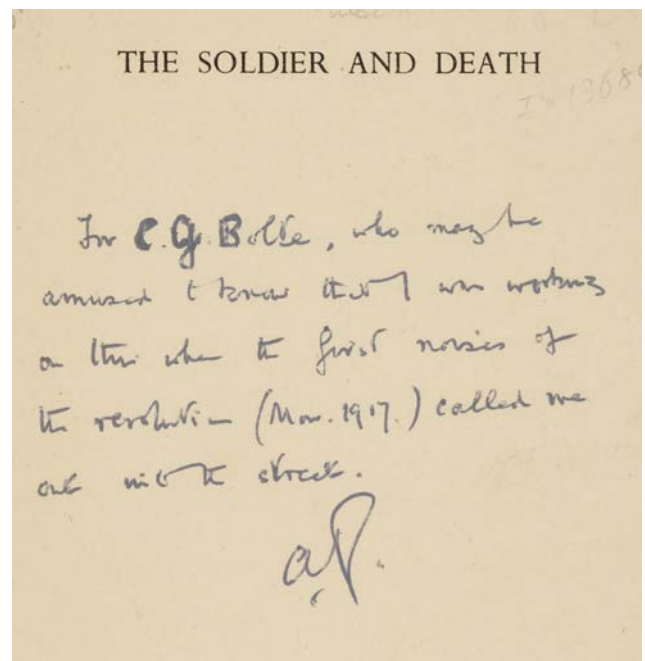 THE SOLDIER AND DEATH
For C. G. Bolte, who may be
amused to know that I was working
on this when the first noises of
the revolution (Mar. 1917.) called me
out into the street.
A.R.